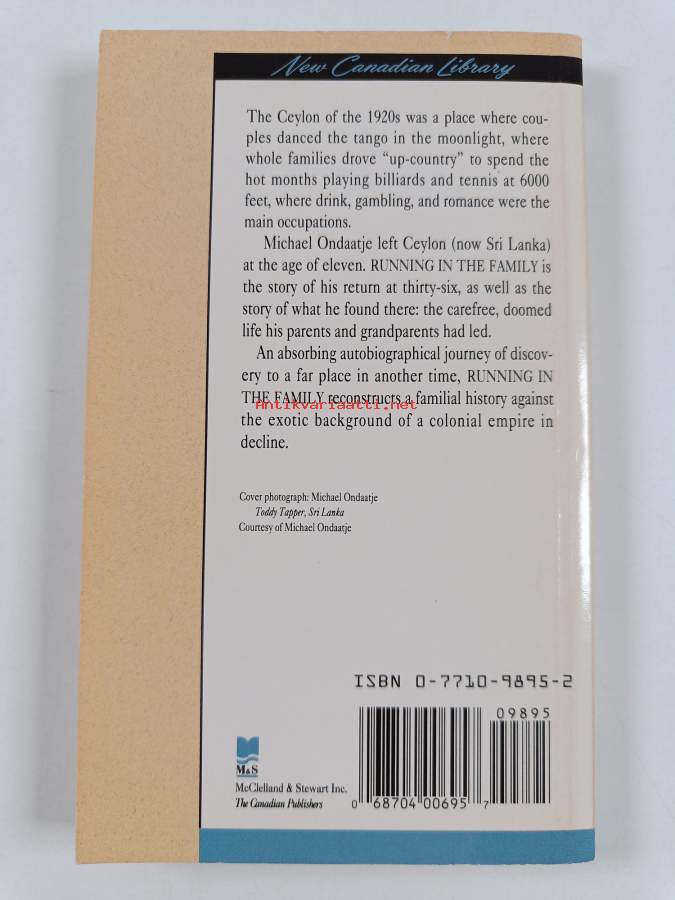 New Canadian Library
The Ceylon of the 1920s was a place where cou-
ples danced the tango in the moonlight, where
whole families drove “up-country” to spend the
hot months playing billiards and tennis at 6000
feet, where drink, gambling, and romance were the
main occupations.
Michael Ondaatje left Ceylon (now Sri Lanka)
at the age of eleven. RUNNING IN THE FAMILY is
the story of his return at thirty-six, as well as the
story of what he found there: the carefree, doomed
life his parents and grandparents had led.
An absorbing autobiographical journey of discov-
ery to a far place in another time, RUNNING IN
THE FAMILY reconstructs a familial history against
Antikvariaatti.net
the exotic background of a colonial empire in
decline.
Cover photograph: Michael Ondaatje
Toddy Tapper, Sri Lanka
Courtesy of Michael Ondaatje
ISBN 0-7710-9895-2
09895
M&S
McClelland & Stewart Inc.
The Canadian Publishers
0 68704 00695 7